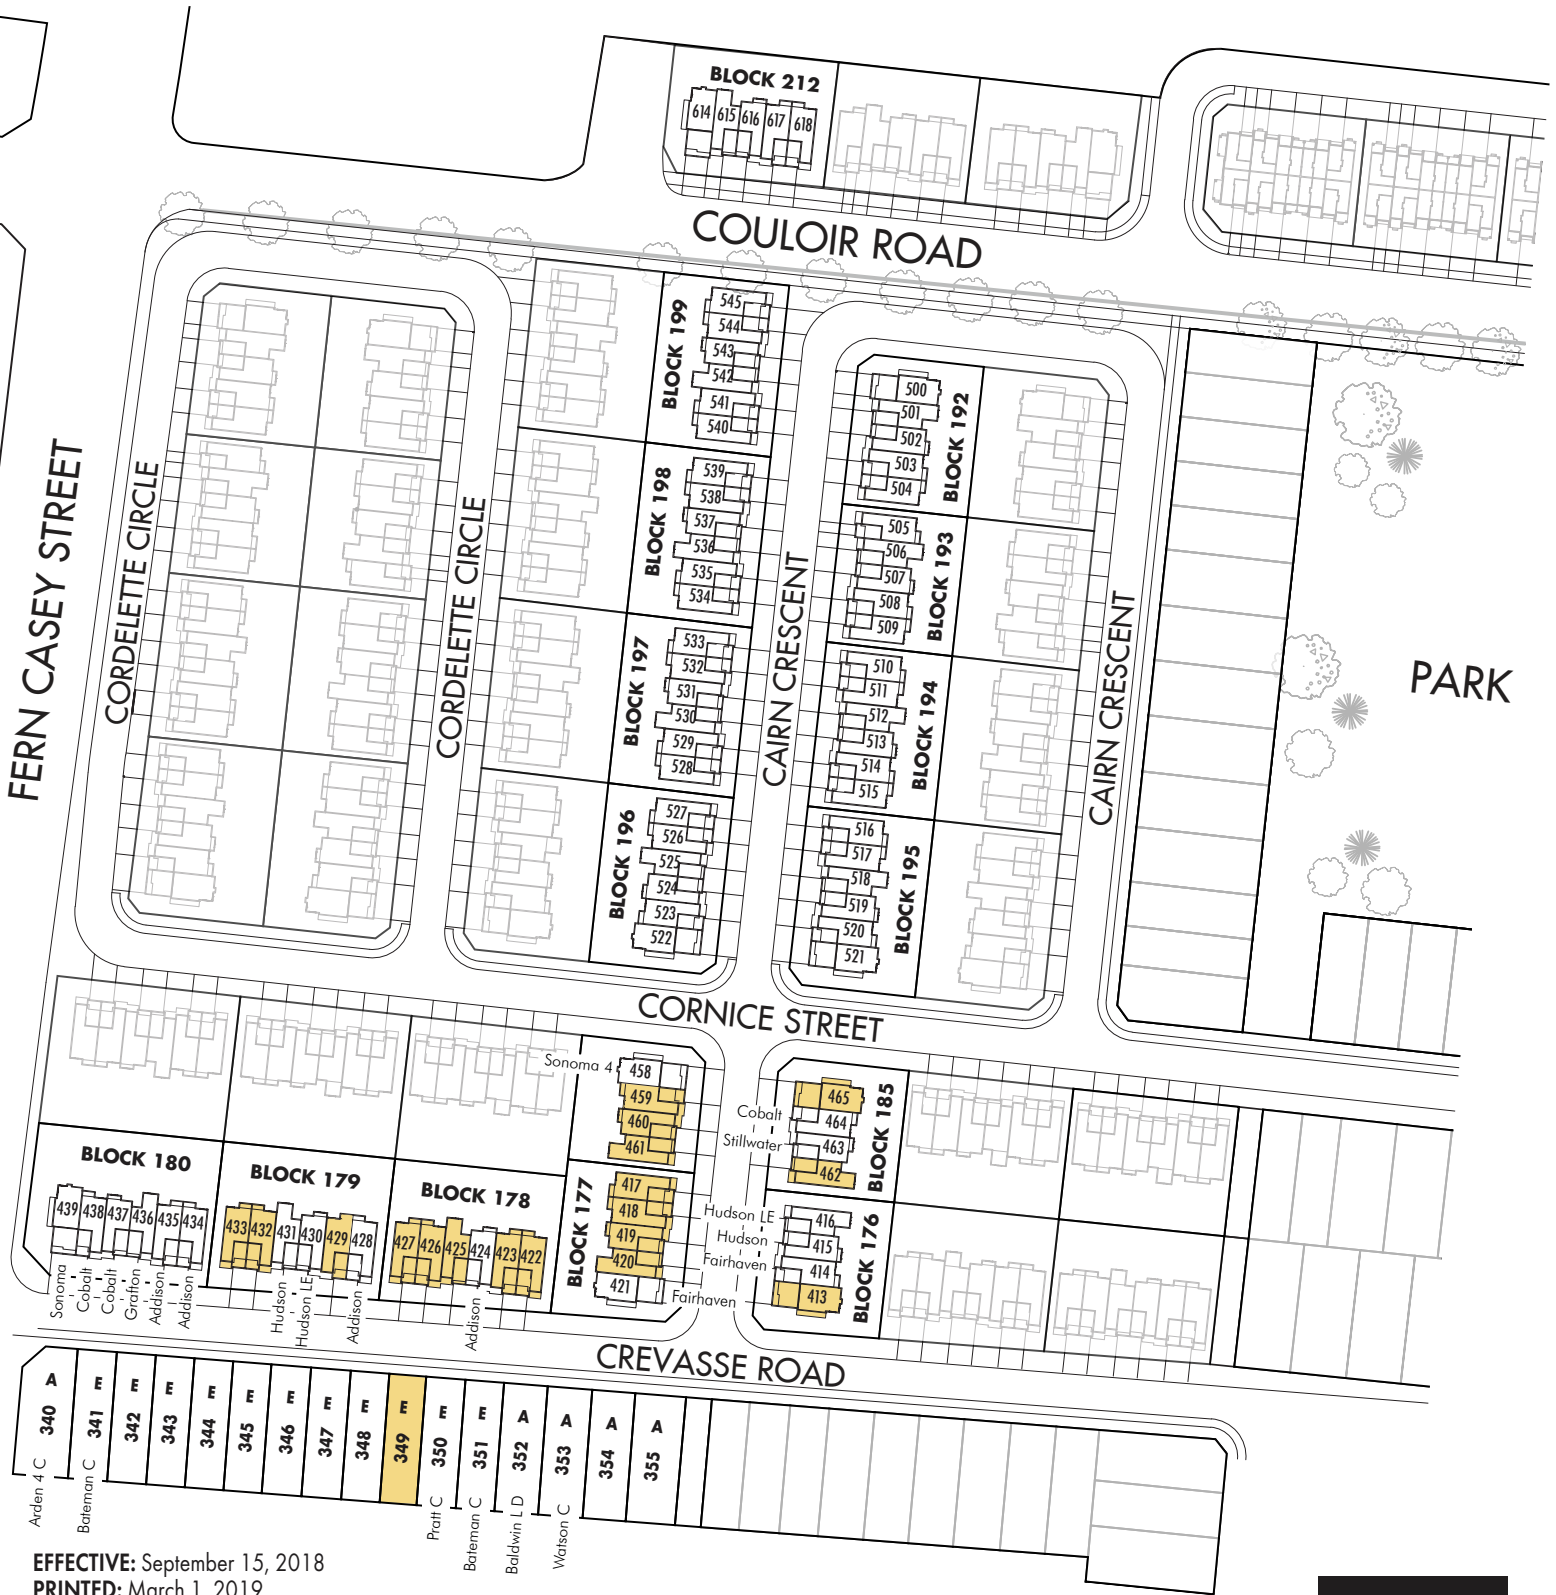 BLOCK 212
614 615 616 617 618
COULOIR ROAD
FERN CASEY STREET
CORDELETTE CIRCLE
CORDELETTE CIRCLE
BLOCK 199
545
544
543
542
541
540
BLOCK 198
539
538
537
536
535
534
BLOCK 197
533
532
531
530
529
528
BLOCK 196
527
526
525
524
523
522
CAIRN CRESCENT
500
501
502
503
504
BLOCK 192
505
506
507
508
509
BLOCK 193
510
511
512
513
514
515
BLOCK 194
516
517
518
519
520
521
BLOCK 195
CAIRN CRESCENT
PARK
CORNICE STREET
Sonoma 4 458
459
460
461
BLOCK 177
417
418
419
420
421
Fairhaven
465
Cobalt 464
Stillwater 463
462
BLOCK 185
Hudson LE 416
Hudson 415
Fairhaven 414
413
BLOCK 176
BLOCK 180
439 438 437 436 435 434
Sonoma
Cobalt
Cobalt
Grafton
Addison
Addison
BLOCK 179
433 432 431 430 429 428
Hudson
Hudson LE
Addison
BLOCK 178
427 426 425 424 423 422
Addison
CREVASSE ROAD
A E E E E E E E E E E E A A A A
340 341 342 343 344 345 346 347 348 349 350 351 352 353 354 355
Arden 4 C
Bateman C
Pratt C
Bateman C
Baldwin L D
Watson C
EFFECTIVE: September 15, 2018
PRINTED: March 1, 2019